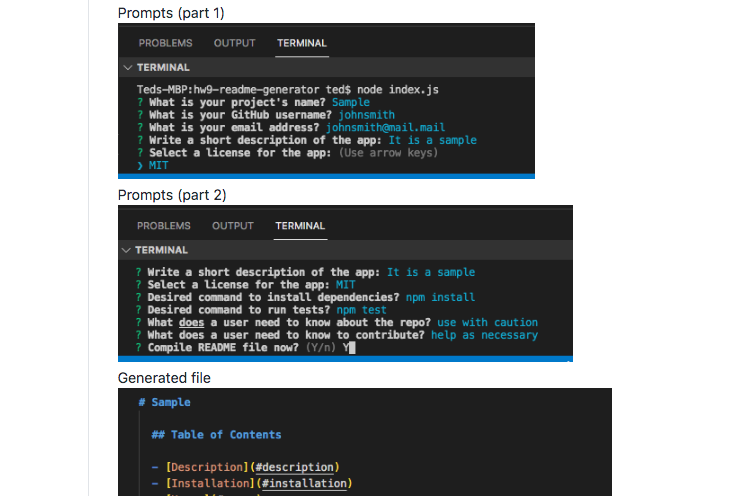 Prompts (part 1)
PROBLEMS OUTPUT TERMINAL
TERMINAL
Teds-MBP:hw9-readme-generator ted$ node index.js
? What is your project's name? Sample
? What is your GitHub username? johnsmith
? What is your email address? johnsmith@mail.mail
? Write a short description of the app: It is a sample
? Select a license for the app: (Use arrow keys)
❯ MIT
Prompts (part 2)
PROBLEMS OUTPUT TERMINAL
TERMINAL
? Write a short description of the app: It is a sample
? Select a license for the app: MIT
? Desired command to install dependencies? npm install
? Desired command to run tests? npm test
? What does a user need to know about the repo? use with caution
? What does a user need to know to contribute? help as necessary
? Compile README file now? (Y/n) Y
Generated file
# Sample
## Table of Contents
- [Description](#description)
- [Installation](#installation)